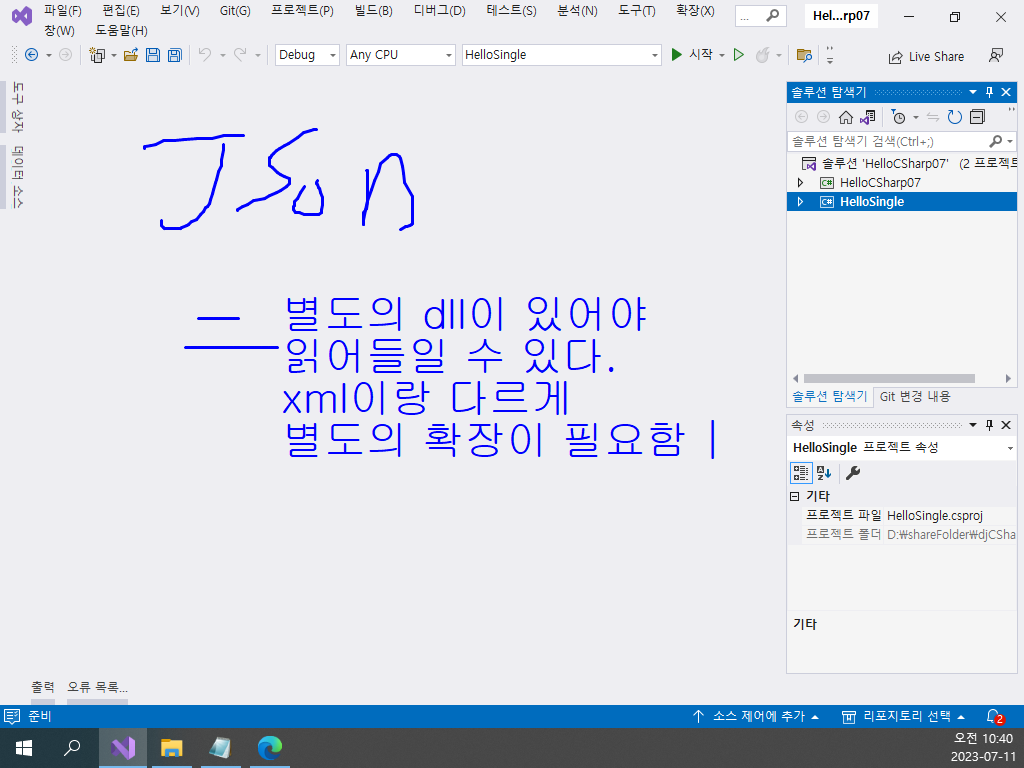 파일(F) 편집(E) 보기(V) Git(G) 프로젝트(P) 빌드(B) 디버그(D) 테스트(S) 분석(N) 도구(T) 확장(X) ... Hel...rp07
창(W) 도움말(H)
Debug Any CPU HelloSingle 시작 Live Share
도구 상자
데이터 소스
JSon
별도의 dll이 있어야
읽어들일 수 있다.
xml이랑 다르게
별도의 확장이 필요함
솔루션 탐색기
솔루션 탐색기 검색(Ctrl+;)
솔루션 'HelloCSharp07' (2 프로젝트
C# HelloCSharp07
C# HelloSingle
솔루션 탐색기 Git 변경 내용
속성
HelloSingle 프로젝트 속성
기타
프로젝트 파일 HelloSingle.csproj
프로젝트 폴더 D:₩shareFolder₩djCSha
기타
출력 오류 목록...
준비 소스 제어에 추가 리포지토리 선택 2
오전 10:40
2023-07-11